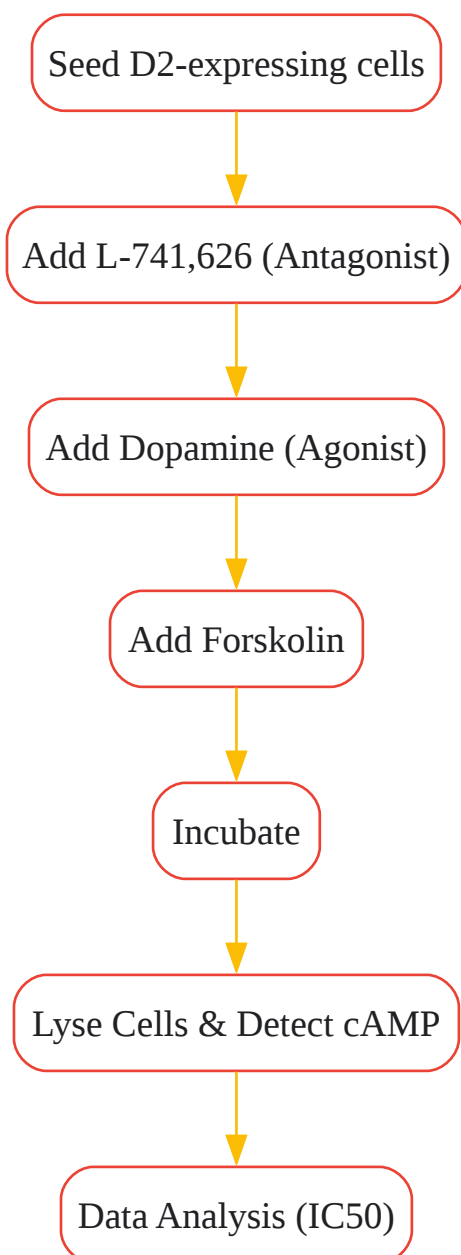 Seed D2-expressing cells
Add L-741,626 (Antagonist)
Add Dopamine (Agonist)
Add Forskolin
Incubate
Lyse Cells & Detect cAMP
Data Analysis (IC50)